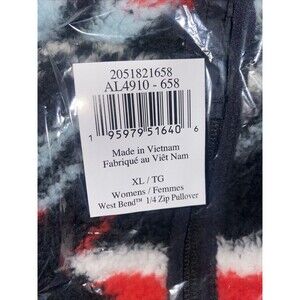 2051821658
AL4910 - 658
1 95979 51640 6
Made in Vietnam
Fabriqué au Viêt Nam
XL / TG
Womens / Femmes
West Bend™ 1/4 Zip Pullover